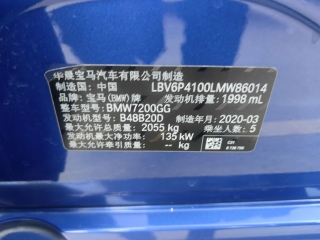 华晨宝马汽车有限公司制造
制造国: 中国 LBV6P4100LMW86014
品牌: 宝马(BMW)牌 发动机排量: 1998 mL
整车型号: BMW7200GG
发动机型号: B48B20D 制造年月: 2020-03
最大允许总质量: 2055 kg 乘坐人数: 5
发动机最大净功率: 135 kW
最大允许牵引质量: -- kg